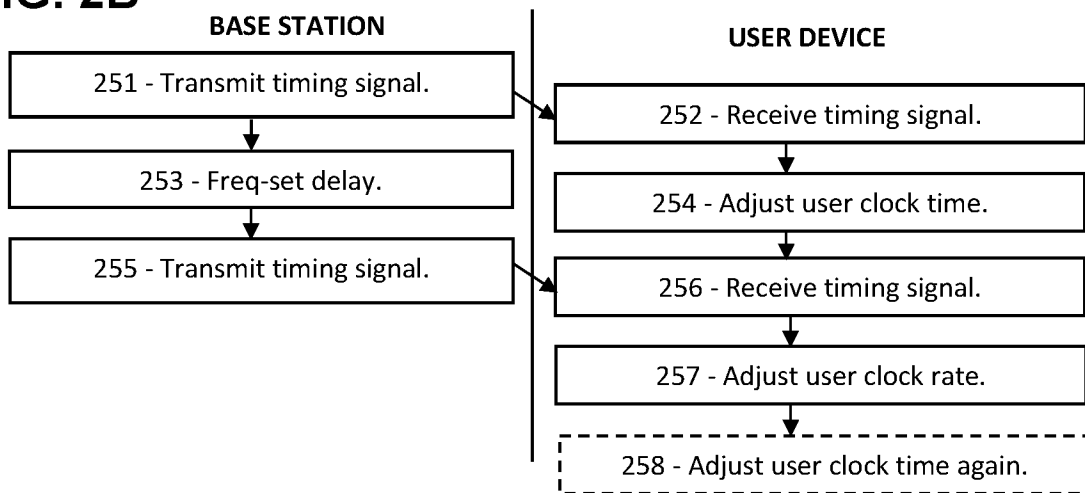 FIG. 2B
BASE STATION
USER DEVICE
251 - Transmit timing signal.
252 - Receive timing signal.
253 - Freq-set delay.
254 - Adjust user clock time.
255 - Transmit timing signal.
256 - Receive timing signal.
257 - Adjust user clock rate.
258 - Adjust user clock time again.